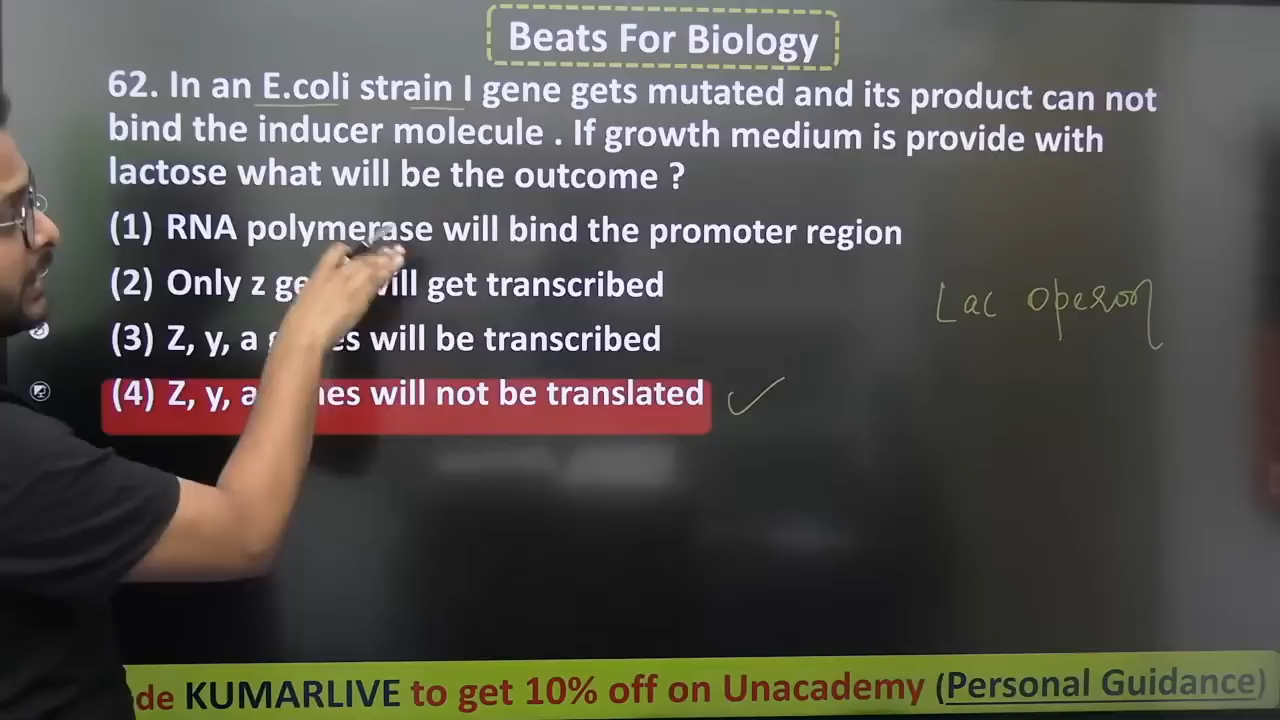 Beats For Biology
62. In an E.coli strain I gene gets mutated and its product can not
bind the inducer molecule . If growth medium is provide with
lactose what will be the outcome ?
(1) RNA polymerase will bind the promoter region
(2) Only z ge will get transcribed
(3) Z, y, a g es will be transcribed
Lac Operon
(4) Z, y, a nes will not be translated
de KUMARLIVE to get 10% off on Unacademy (Personal Guidance)